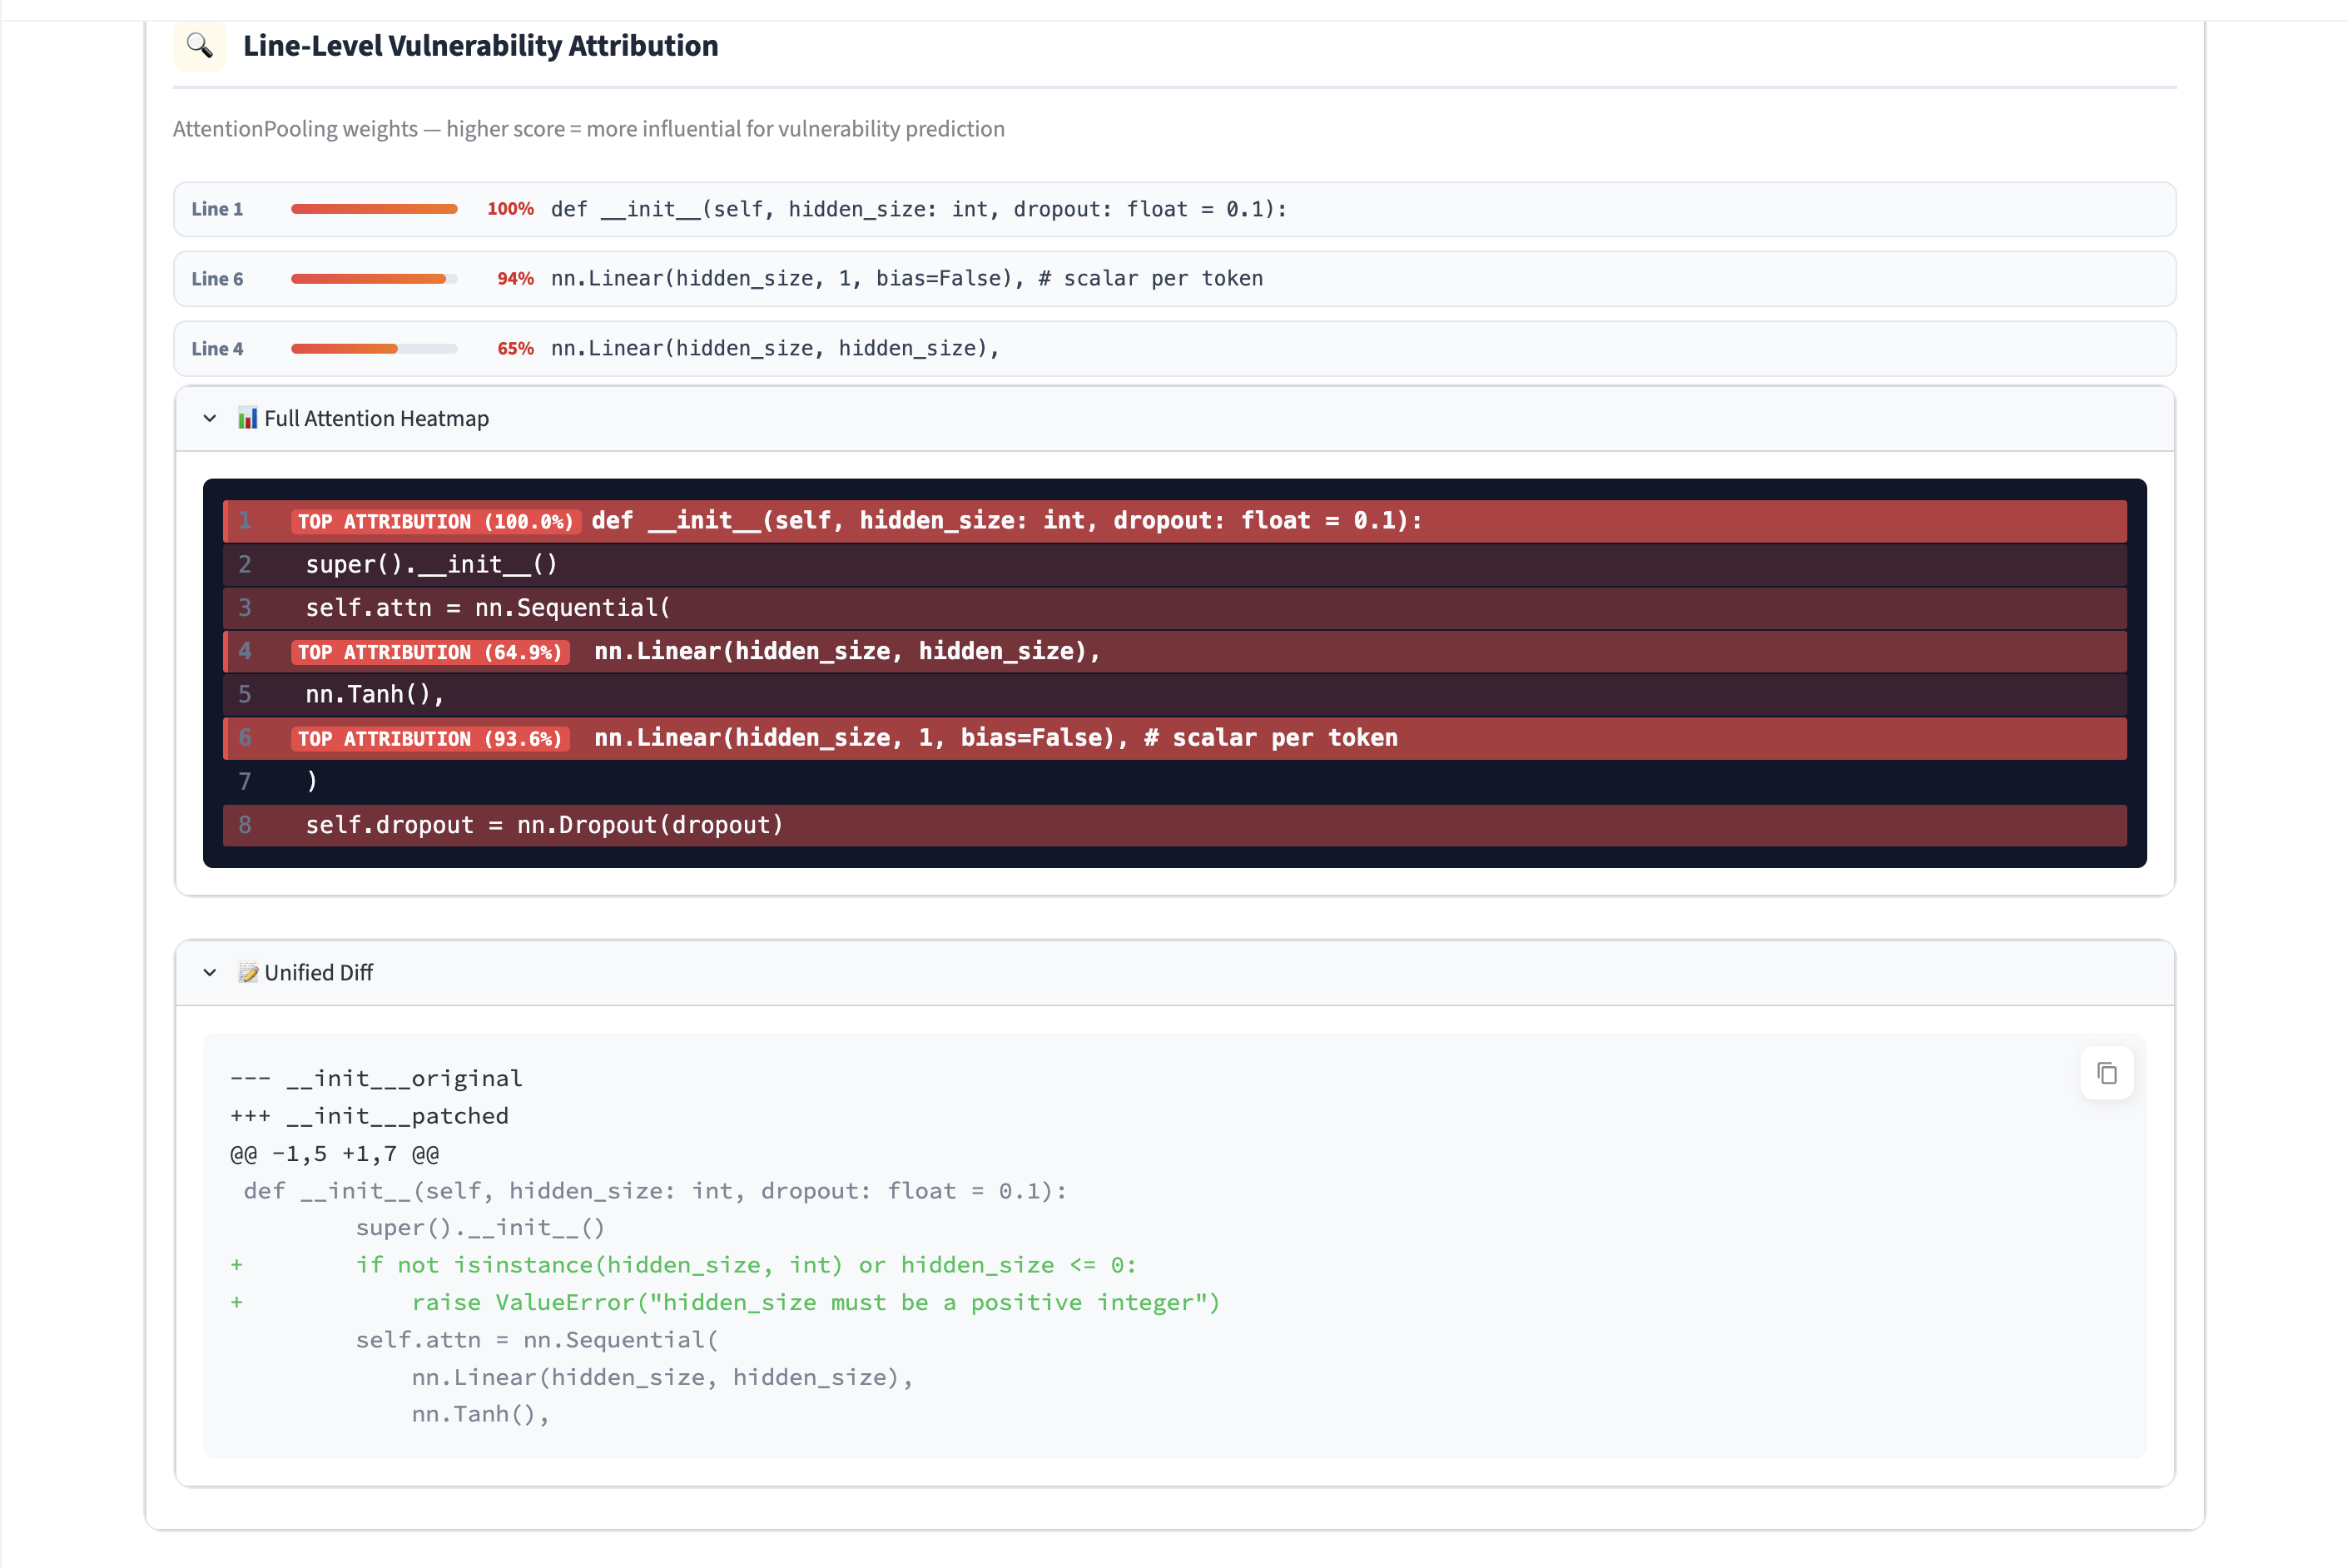 🔍 Line-Level Vulnerability Attribution
AttentionPooling weights — higher score = more influential for vulnerability prediction
Line 1 100% def __init__(self, hidden_size: int, dropout: float = 0.1):
Line 6 94% nn.Linear(hidden_size, 1, bias=False), # scalar per token
Line 4 65% nn.Linear(hidden_size, hidden_size),
📊 Full Attention Heatmap
1 TOP ATTRIBUTION (100.0%) def __init__(self, hidden_size: int, dropout: float = 0.1):
2 super().__init__()
3 self.attn = nn.Sequential(
4 TOP ATTRIBUTION (64.9%) nn.Linear(hidden_size, hidden_size),
5 nn.Tanh(),
6 TOP ATTRIBUTION (93.6%) nn.Linear(hidden_size, 1, bias=False), # scalar per token
7 )
8 self.dropout = nn.Dropout(dropout)
📝 Unified Diff
--- __init___original
+++ __init___patched
@@ -1,5 +1,7 @@
 def __init__(self, hidden_size: int, dropout: float = 0.1):
         super().__init__()
+        if not isinstance(hidden_size, int) or hidden_size <= 0:
+            raise ValueError("hidden_size must be a positive integer")
         self.attn = nn.Sequential(
             nn.Linear(hidden_size, hidden_size),
             nn.Tanh(),